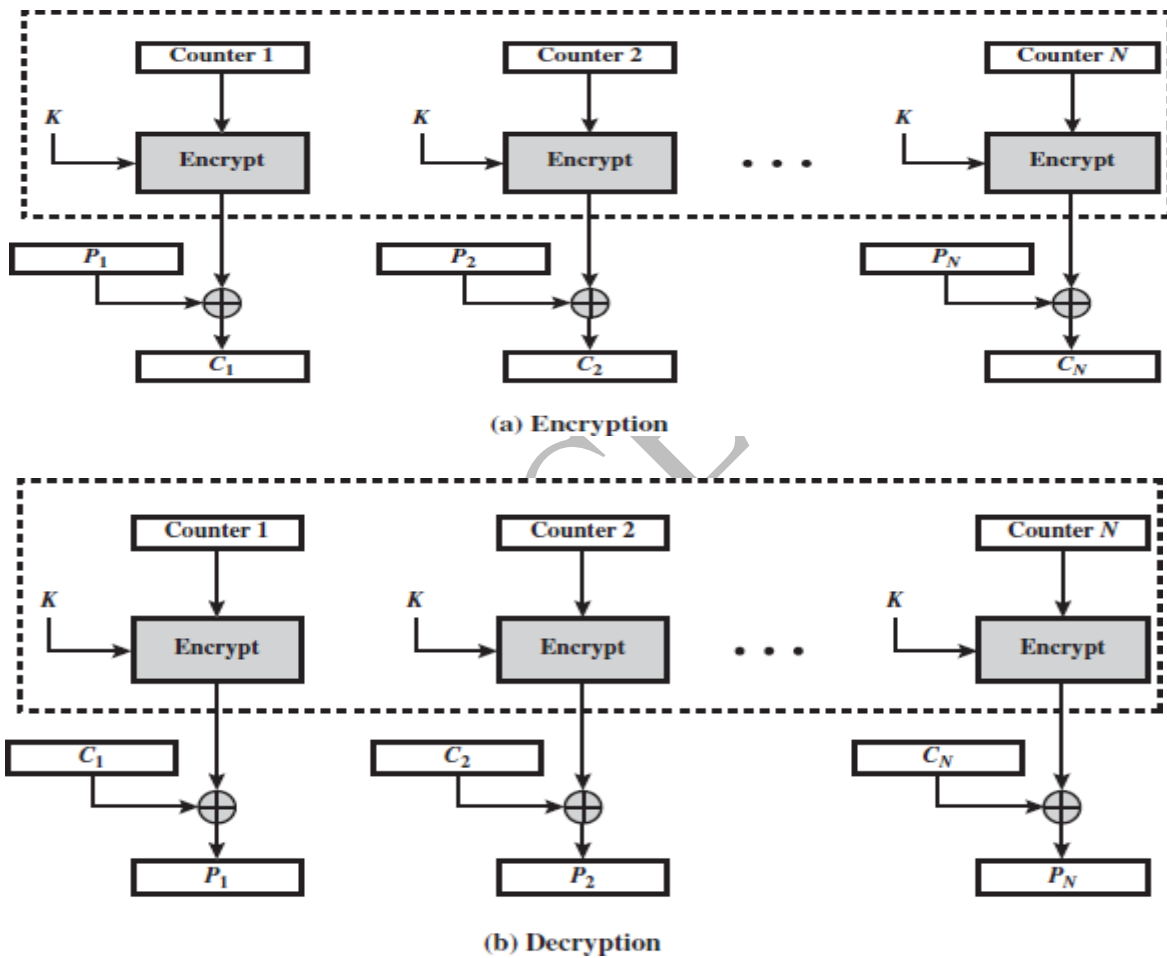 Counter 1 Counter 2 Counter N
K K K
Encrypt Encrypt Encrypt
P1 P2 PN
C1 C2 CN
(a) Encryption
Counter 1 Counter 2 Counter N
K K K
Encrypt Encrypt Encrypt
C1 C2 CN
P1 P2 PN
(b) Decryption